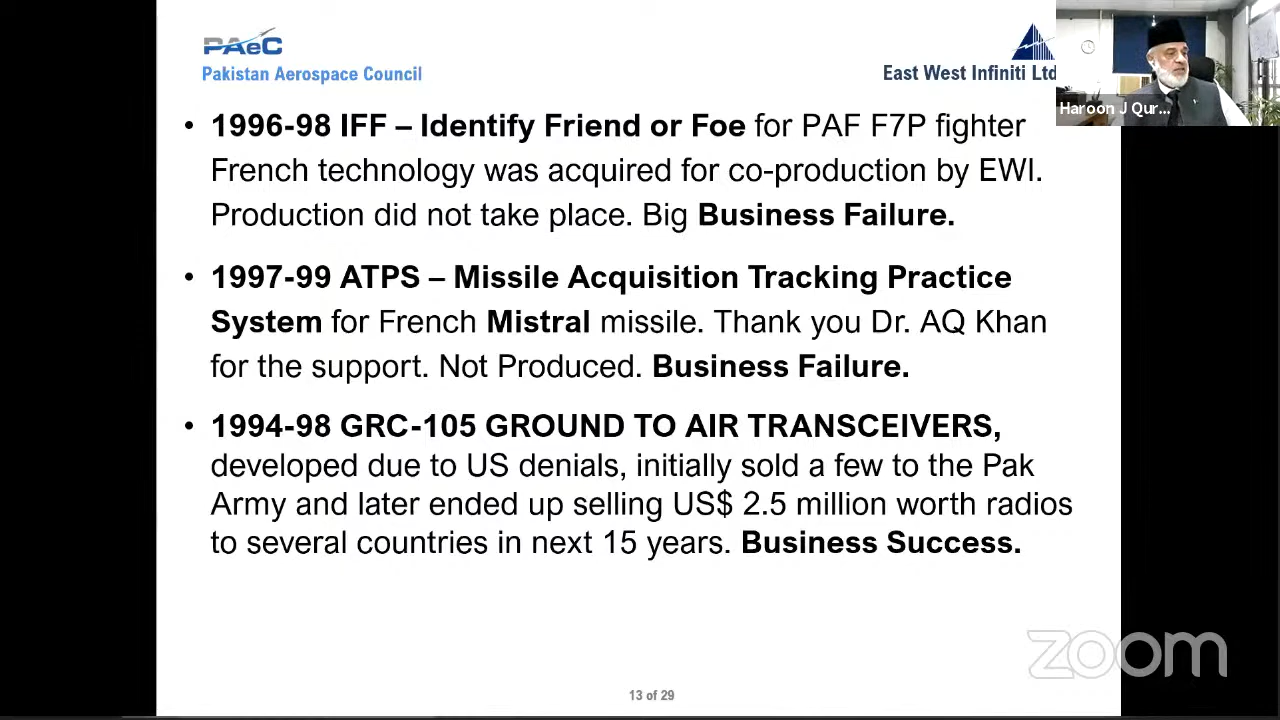 PAeC
Pakistan Aerospace Council
East West Infiniti Ltd
Haroon J Qur...
• 1996-98 IFF – Identify Friend or Foe for PAF F7P fighter
French technology was acquired for co-production by EWI.
Production did not take place. Big Business Failure.
• 1997-99 ATPS – Missile Acquisition Tracking Practice
System for French Mistral missile. Thank you Dr. AQ Khan
for the support. Not Produced. Business Failure.
• 1994-98 GRC-105 GROUND TO AIR TRANSCEIVERS,
developed due to US denials, initially sold a few to the Pak
Army and later ended up selling US$ 2.5 million worth radios
to several countries in next 15 years. Business Success.
zoom
13 of 29